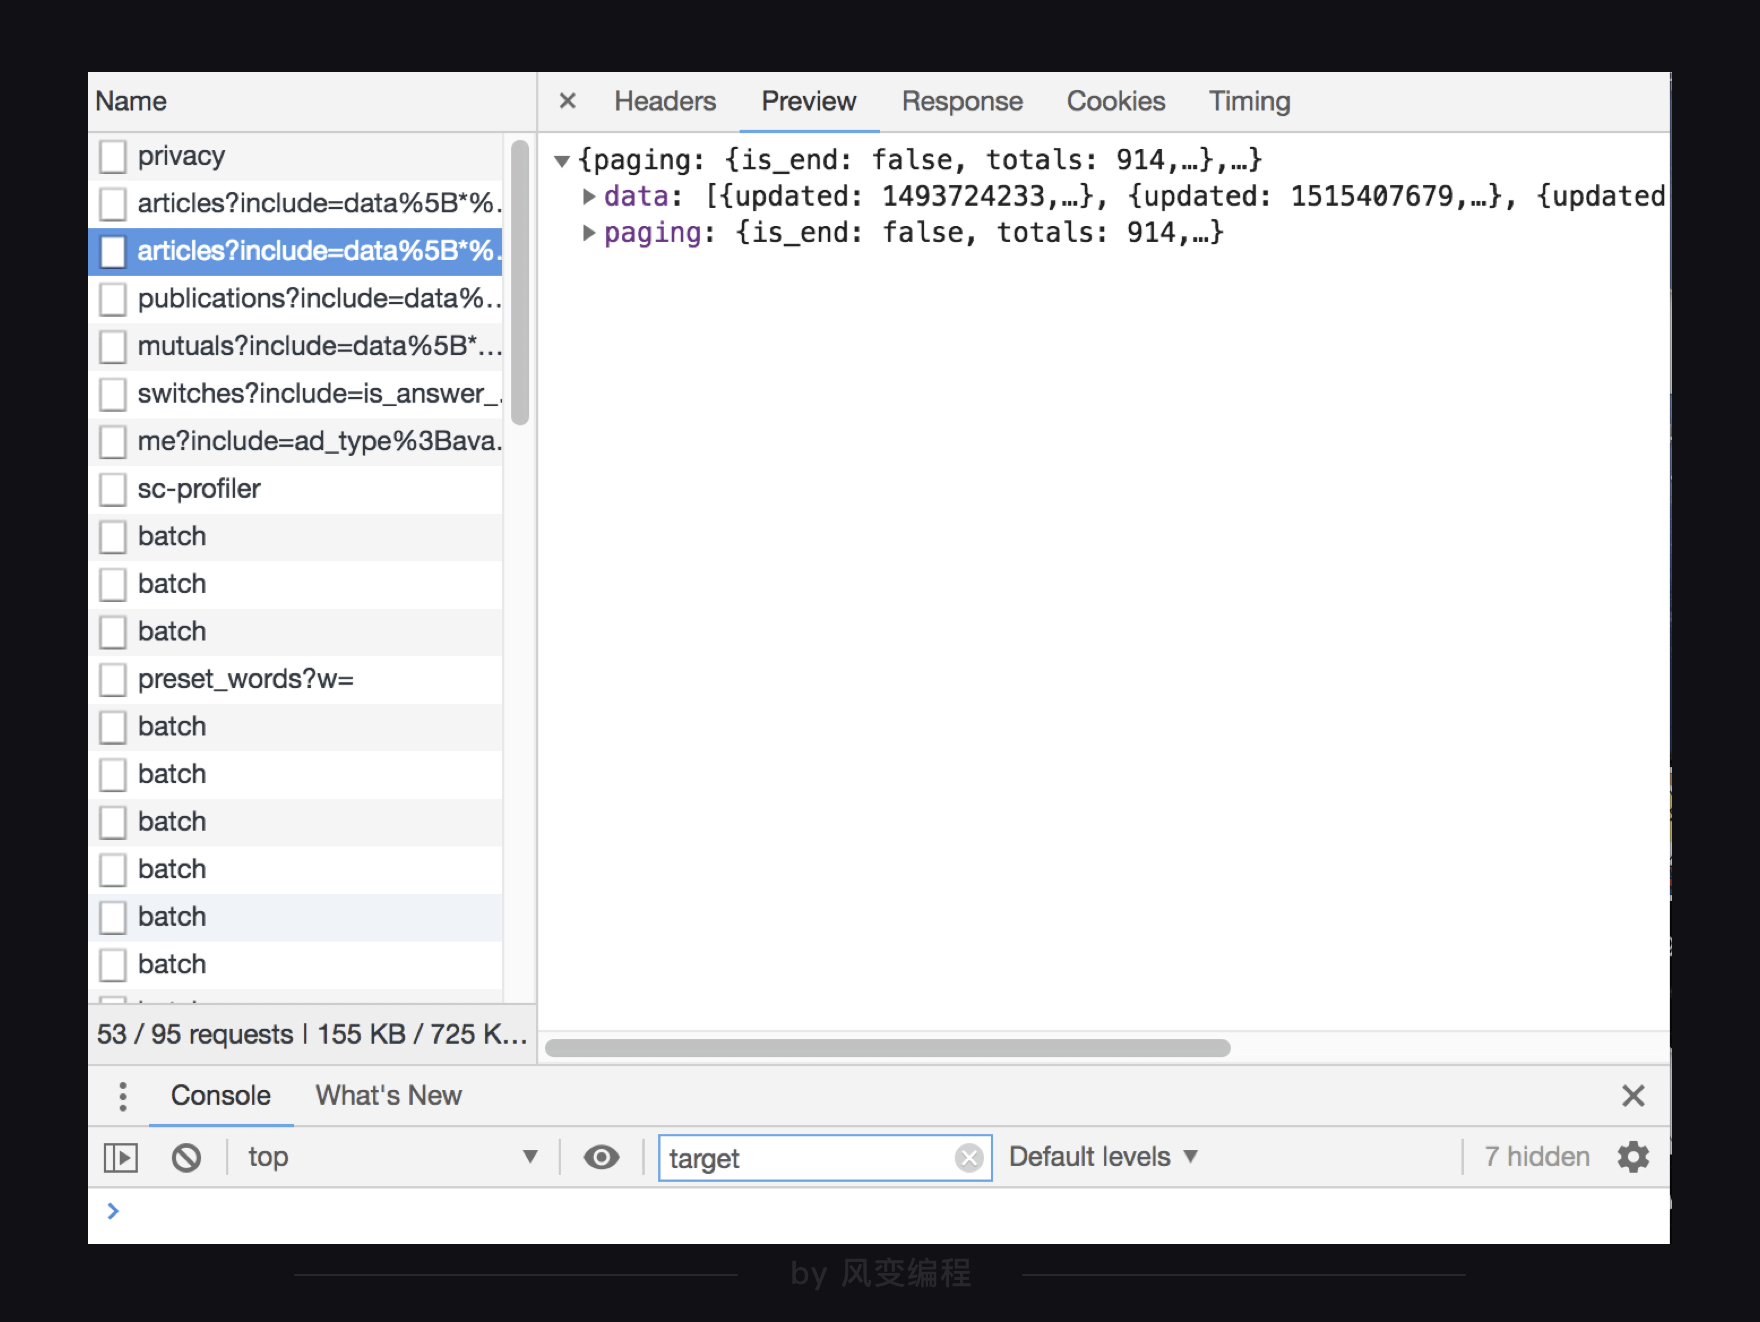 Name
privacy
articles?include=data%5B*%.
articles?include=data%5B*%.
publications?include=data%…
mutuals?include=data%5B*…
switches?include=is_answer_.
me?include=ad_type%3Bava.
sc-profiler
batch
batch
batch
preset_words?w=
batch
batch
batch
batch
batch
batch
53 / 95 requests | 155 KB / 725 K…
Headers Preview Response Cookies Timing
{paging: {is_end: false, totals: 914,…},…}
data: [{updated: 1493724233,…}, {updated: 1515407679,…}, {updated
paging: {is_end: false, totals: 914,…}
Console What's New
top target Default levels 7 hidden
by 风变编程